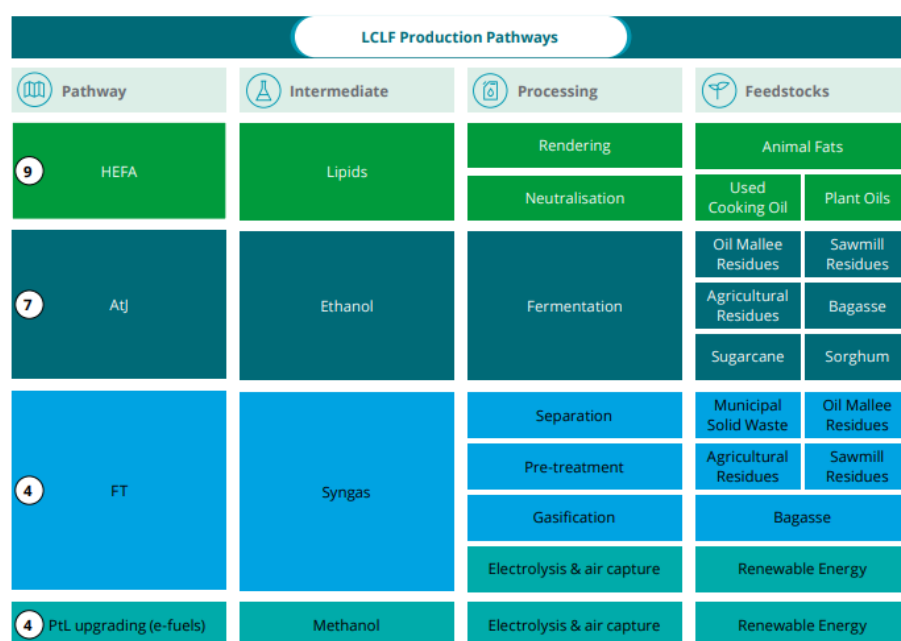 LCLF Production Pathways
Pathway
Intermediate
Processing
Feedstocks
9
HEFA
Lipids
Rendering
Neutralisation
Animal Fats
Used
Cooking Oil
Plant Oils
7
AtJ
Ethanol
Fermentation
Oil Mallee
Residues
Sawmill
Residues
Agricultural
Residues
Bagasse
Sugarcane
Sorghum
4
FT
Syngas
Separation
Municipal
Solid Waste
Oil Mallee
Residues
Pre-treatment
Agricultural
Residues
Sawmill
Residues
Gasification
Bagasse
Electrolysis & air capture
Renewable Energy
4
PtL upgrading (e-fuels)
Methanol
Electrolysis & air capture
Renewable Energy